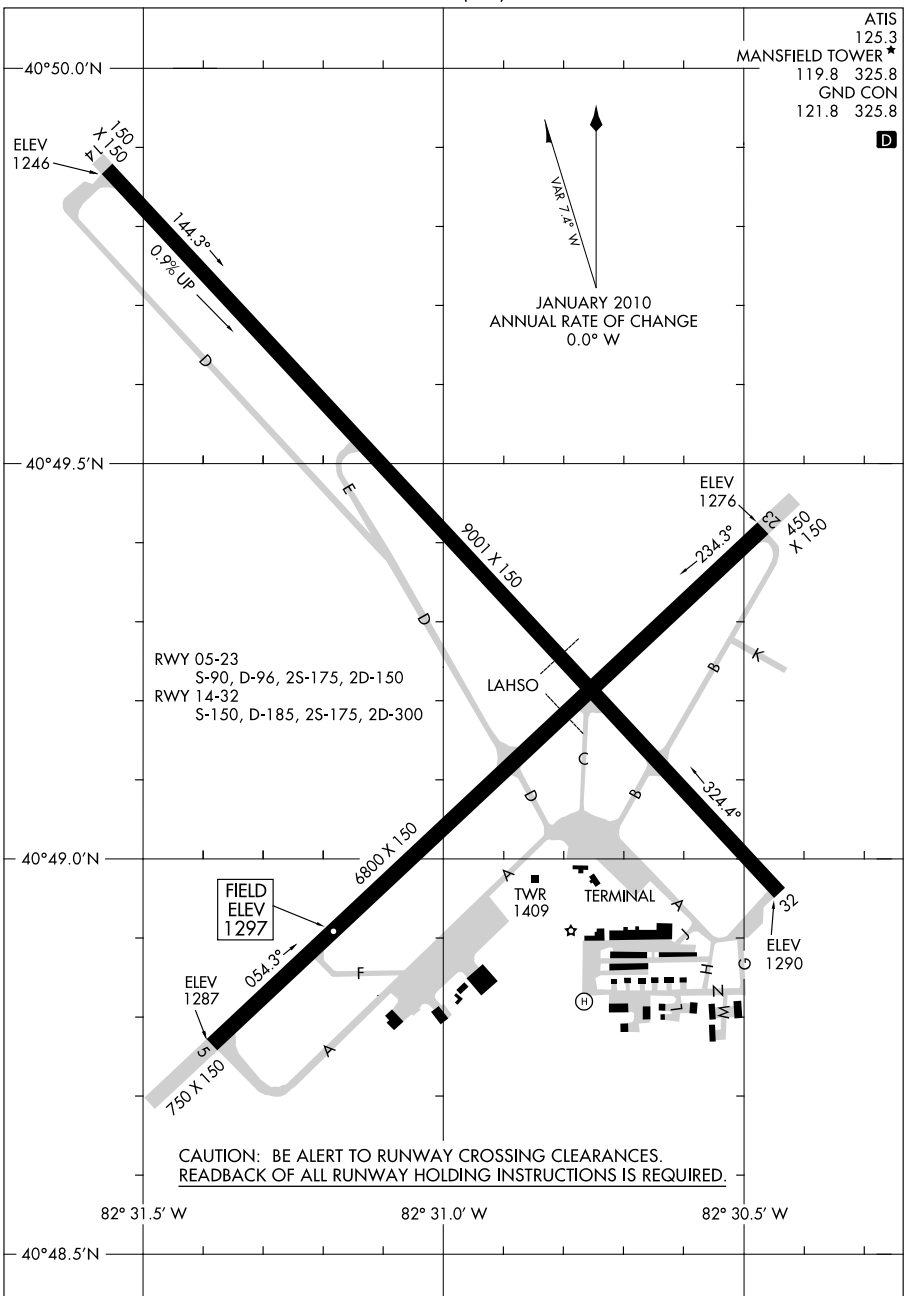 ATIS
125.3
MANSFIELD TOWER ★
119.8 325.8
GND CON
121.8 325.8
D
40°50.0'N
150
X 150
14
ELEV
1246
144.3°
0.9% UP
VAR 7.4° W
JANUARY 2010
ANNUAL RATE OF CHANGE
0.0° W
D
40°49.5'N
E
9001 X 150
ELEV
1276
23
450
X 150
234.3°
D
K
B
RWY 05-23
S-90, D-96, 2S-175, 2D-150
RWY 14-32
S-150, D-185, 2S-175, 2D-300
LAHSO
C
D
B
324.4°
40°49.0'N
6800 X 150
A
TWR
1409
TERMINAL
A
32
ELEV
1290
FIELD
ELEV
1297
054.3°
F
J
H
G
H
N
L
M
ELEV
1287
5
750 X 150
A
CAUTION: BE ALERT TO RUNWAY CROSSING CLEARANCES.
READBACK OF ALL RUNWAY HOLDING INSTRUCTIONS IS REQUIRED.
82° 31.5' W
82° 31.0' W
82° 30.5' W
40°48.5'N